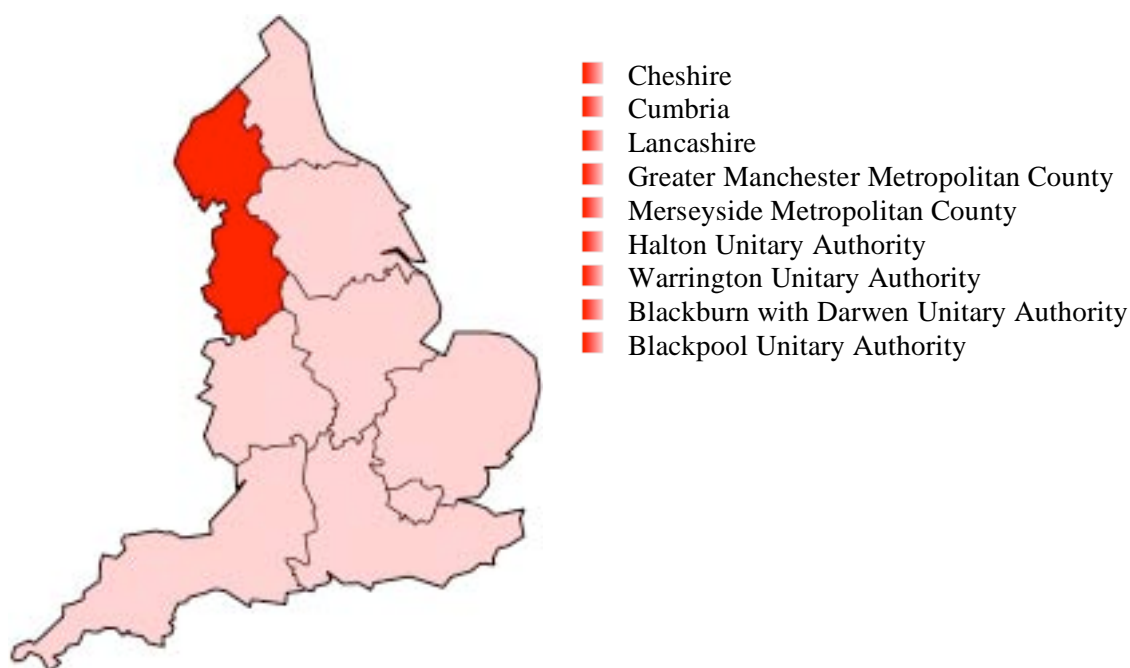 Cheshire
Cumbria
Lancashire
Greater Manchester Metropolitan County
Merseyside Metropolitan County
Halton Unitary Authority
Warrington Unitary Authority
Blackburn with Darwen Unitary Authority
Blackpool Unitary Authority